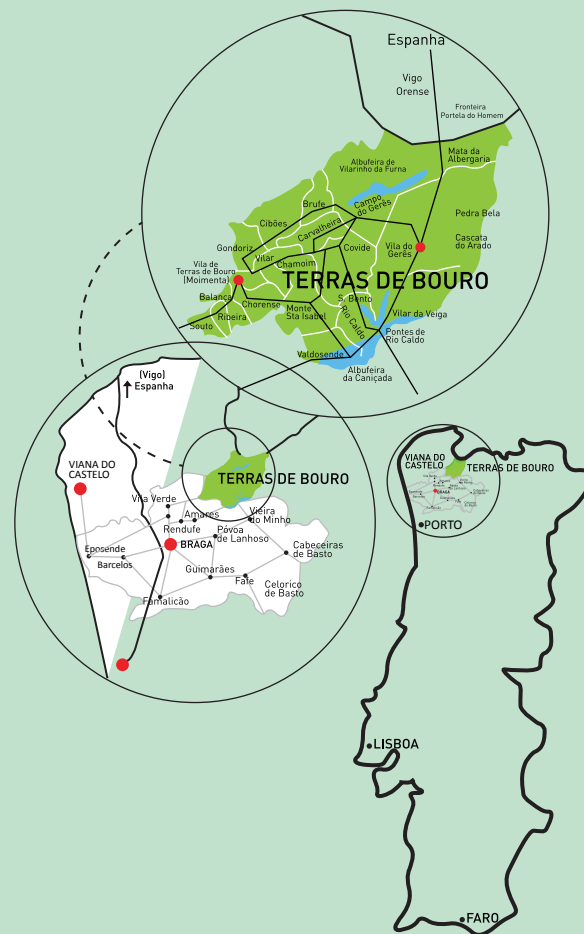 Espanha
Vigo
Orense
Fronteira
Portela do Homem
Mata da
Albergaria
Albufeira de
Vilarinho da Furna
Pedra Bela
Cascata
do Arado
Brufe
Campo
do Gerês
Cibões
Carvalheira
Gondoriz
Vilar
Chamoim
Covide
Vila do
Gerês
TERRAS DE BOURO
Vila de
Terras de Bouro
(Moimenta)
Balança
Chorense
Ribeira
Souto
Monte
Sta Isabel
S. Bento
Rio Caldo
Vilar da Veiga
Pontes de
Rio Caldo
Valdosende
Albufeira
da Caniçada
(Vigo)
Espanha
VIANA DO
CASTELO
TERRAS DE BOURO
Vila Verde
Amares
Rendufe
Vieira
do Minho
Póvoa
de Lanhoso
BRAGA
Cabeceiras
de Basto
Esposende
Barcelos
Guimarães
Fafe
Celorico
de Basto
Famalicão
VIANA DO
CASTELO
TERRAS DE BOURO
BRAGA
PORTO
LISBOA
FARO